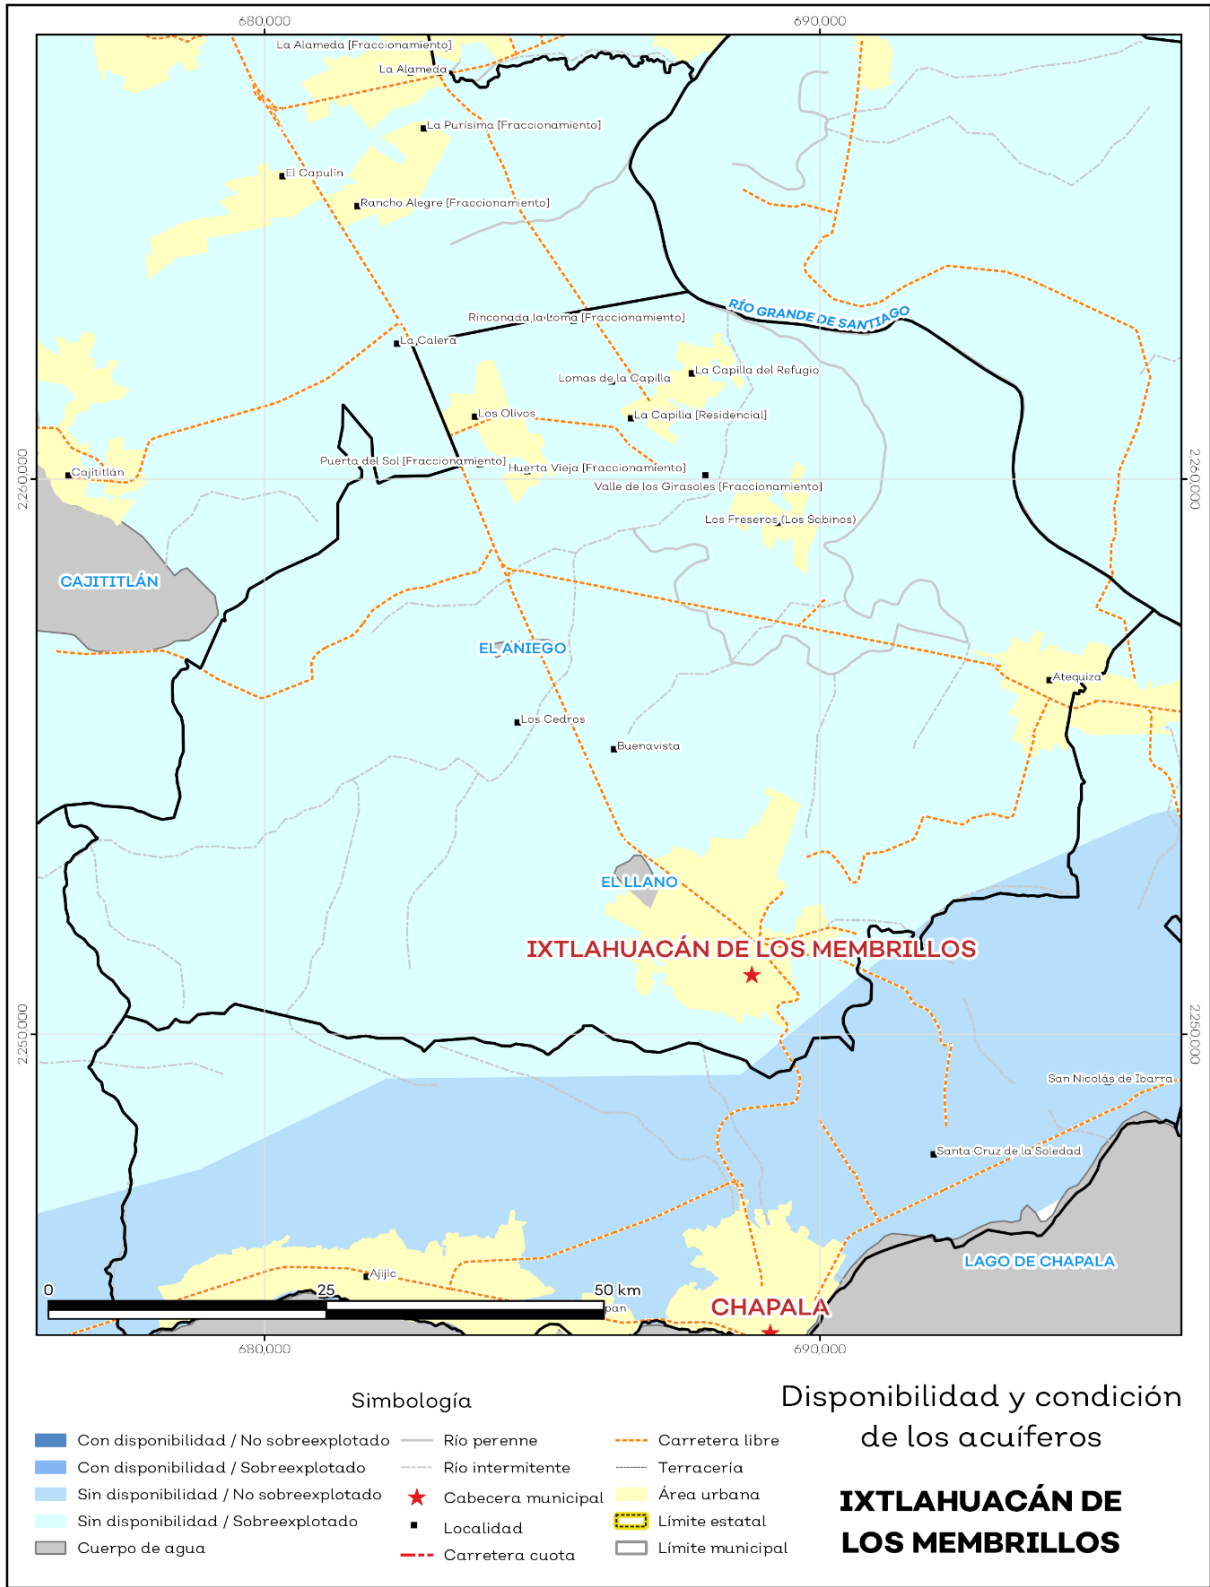 680,000
690,000
La Alameda [Fraccionamiento]
La Alameda
La Purísima [Fraccionamiento]
El Capulín
Rancho Alegre [Fraccionamiento]
RÍO GRANDE DE SANTIAGO
Rinconada la Loma [Fraccionamiento]
La Calera
La Capilla del Refugio
Lomas de la Capilla
Los Olivos
La Capilla [Residencial]
Puerta del Sol [Fraccionamiento]
Huerta Vieja [Fraccionamiento]
Cajititlán
2260,000
2,260,000
Valle de los Girasoles [Fraccionamiento]
Los Freseros (Los Sabinos)
CAJITITLÁN
EL ANIEGO
Atequiza
Los Cedros
Buenavista
EL LLANO
IXTLAHUACÁN DE LOS MEMBRILLOS
2250,000
2,250,000
San Nicolás de Ibarra
Santa Cruz de la Soledad
LAGO DE CHAPALA
Ajijic
0
25
50 km
pan
CHAPALA
680,000
690,000
Simbología
Con disponibilidad / No sobreexplotado
Con disponibilidad / Sobreexplotado
Sin disponibilidad / No sobreexplotado
Sin disponibilidad / Sobreexplotado
Cuerpo de agua
Río perenne
Río intermitente
Cabecera municipal
Localidad
Carretera cuota
Carretera libre
Terracería
Área urbana
Límite estatal
Límite municipal
Disponibilidad y condición
de los acuíferos
IXTLAHUACÁN DE
LOS MEMBRILLOS